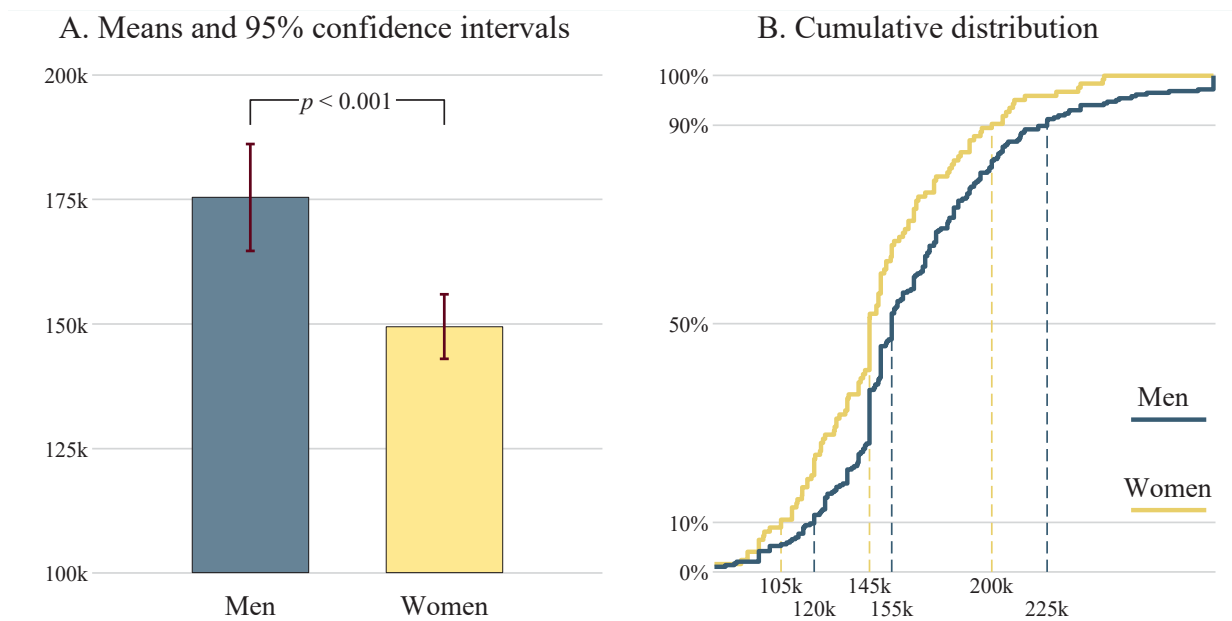 A. Means and 95% confidence intervals
200k
p < 0.001
175k
150k
125k
100k
Men
Women
B. Cumulative distribution
100%
90%
50%
Men
Women
10%
0%
105k
145k
200k
120k
155k
225k